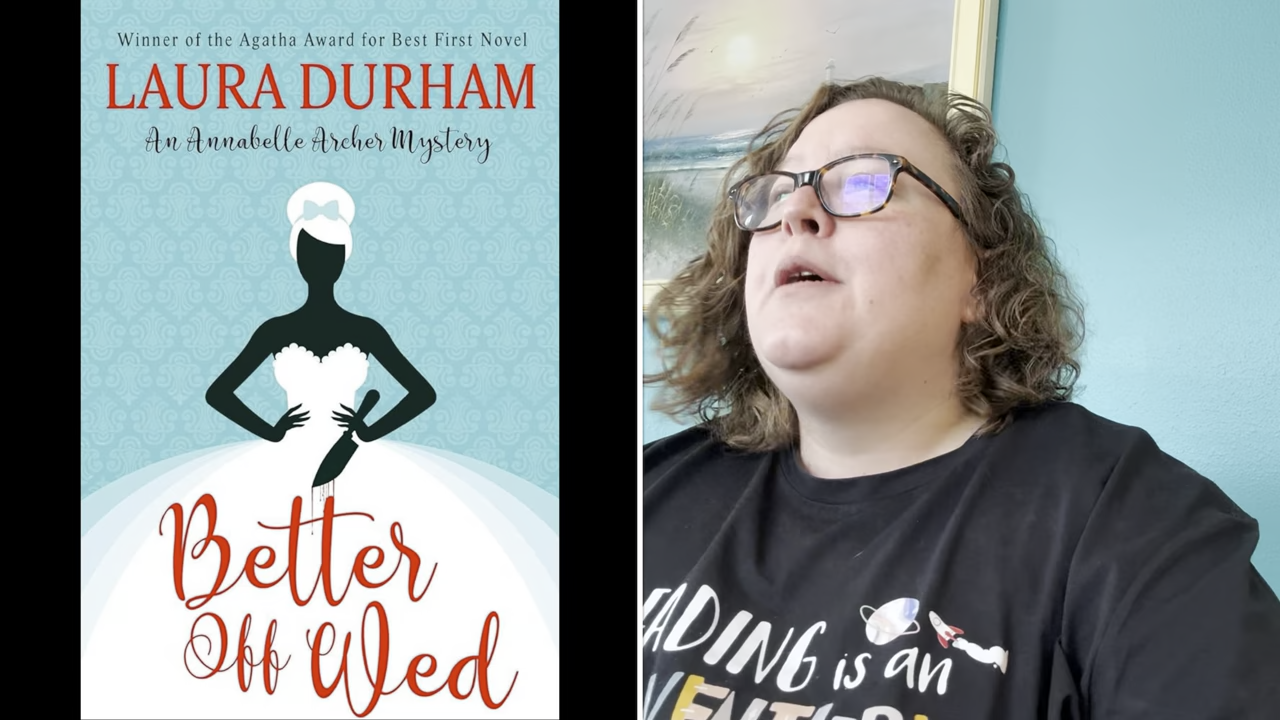 Winner of the Agatha Award for Best First Novel
LAURA DURHAM
An Annabelle Archer Mystery
Better
Off Wed
is an